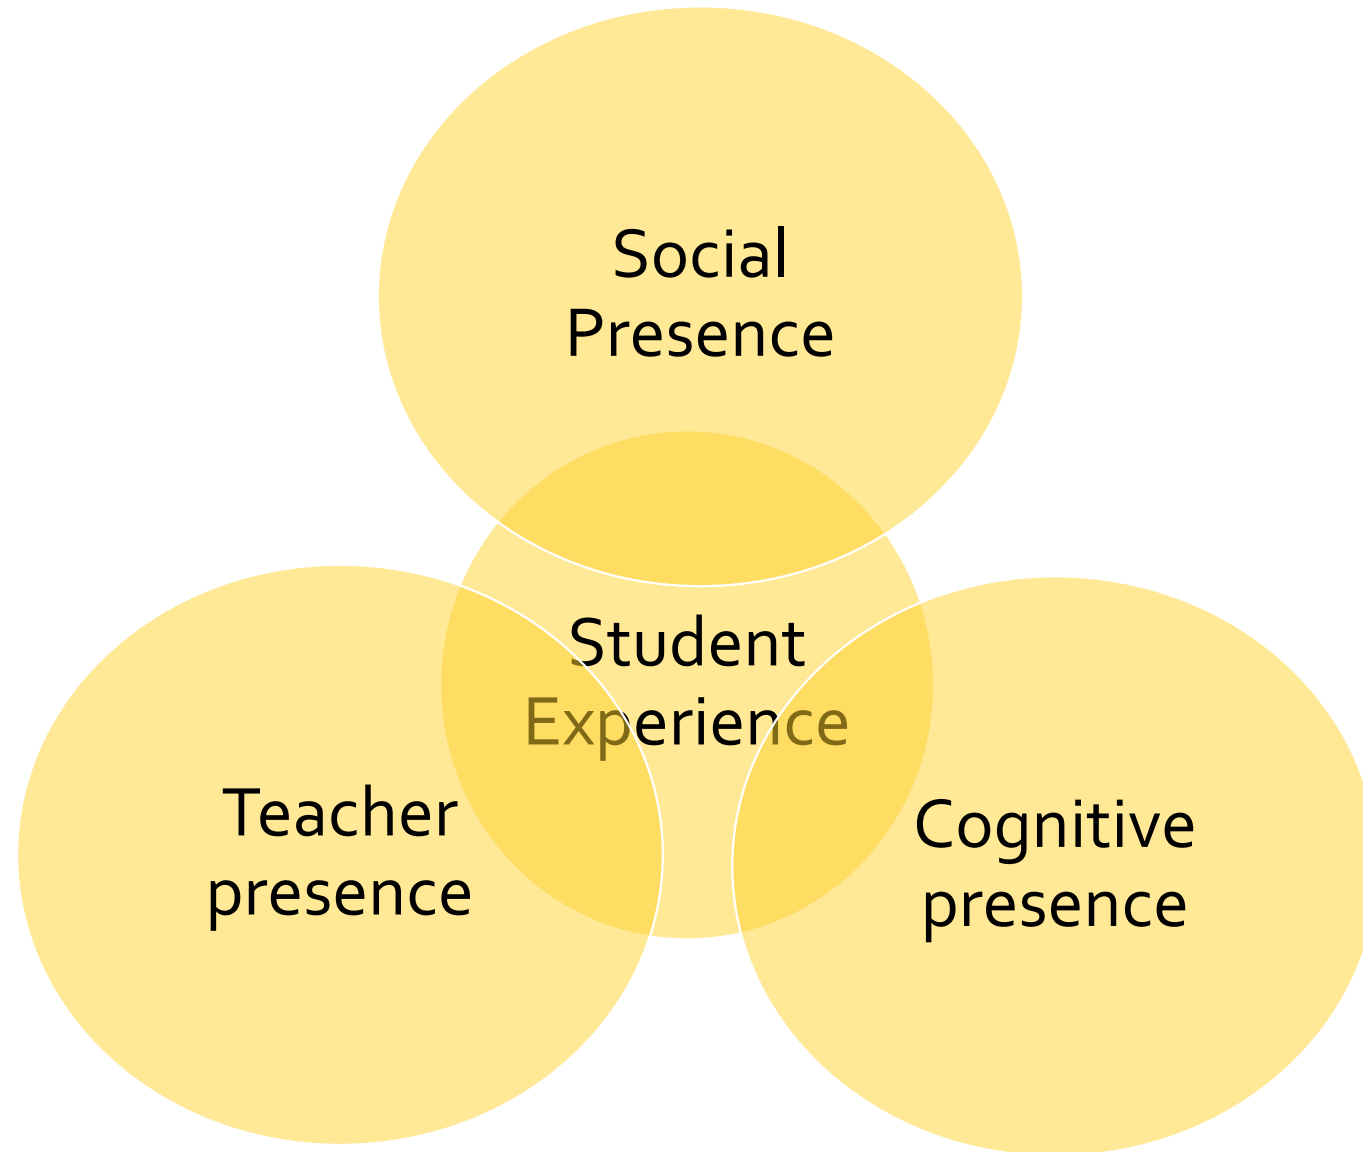 Social
Presence
Student
Experience
Teacher
presence
Cognitive
presence